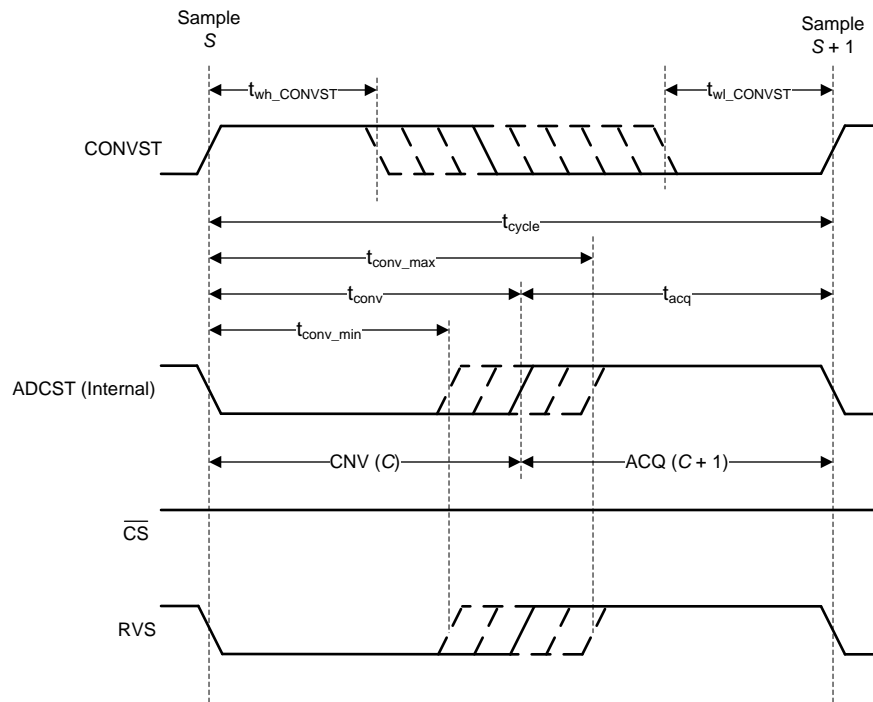 Sample
S
Sample
S + 1
twh_CONVST
twl_CONVST
CONVST
tcycle
tconv_max
tconv
tacq
tconv_min
ADCST (Internal)
CNV (C)
ACQ (C + 1)
CS
RVS